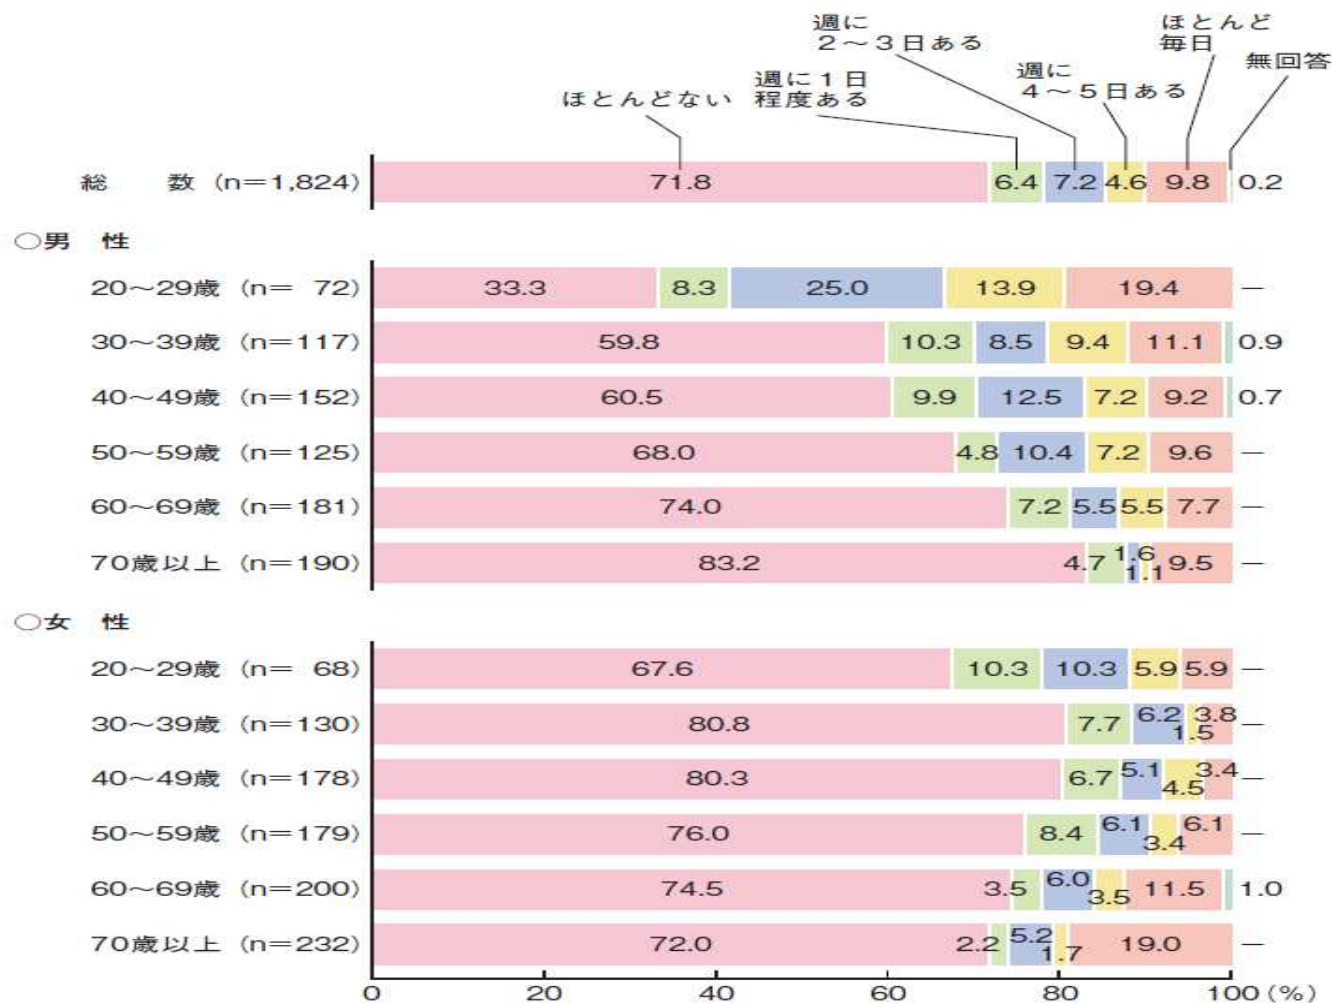 週に
2～3日ある
ほとんど
毎日
無回答
週に1日
程度ある
週に
4～5日ある
ほとんどない
総 数 (n=1,824) 71.8 6.4 7.2 4.6 9.8 0.2
○男 性
20～29歳 (n= 72) 33.3 8.3 25.0 13.9 19.4 —
30～39歳 (n=117) 59.8 10.3 8.5 9.4 11.1 0.9
40～49歳 (n=152) 60.5 9.9 12.5 7.2 9.2 0.7
50～59歳 (n=125) 68.0 4.8 10.4 7.2 9.6 —
60～69歳 (n=181) 74.0 7.2 5.5 5.5 7.7 —
70歳以上 (n=190) 83.2 4.7 1.6 1.1 9.5 —
○女 性
20～29歳 (n= 68) 67.6 10.3 10.3 5.9 5.9 —
30～39歳 (n=130) 80.8 7.7 6.2 1.5 3.8 —
40～49歳 (n=178) 80.3 6.7 5.1 4.5 3.4 —
50～59歳 (n=179) 76.0 8.4 6.1 3.4 6.1 —
60～69歳 (n=200) 74.5 3.5 6.0 3.5 11.5 1.0
70歳以上 (n=232) 72.0 2.2 5.2 1.7 19.0 —
0 20 40 60 80 100 (%)